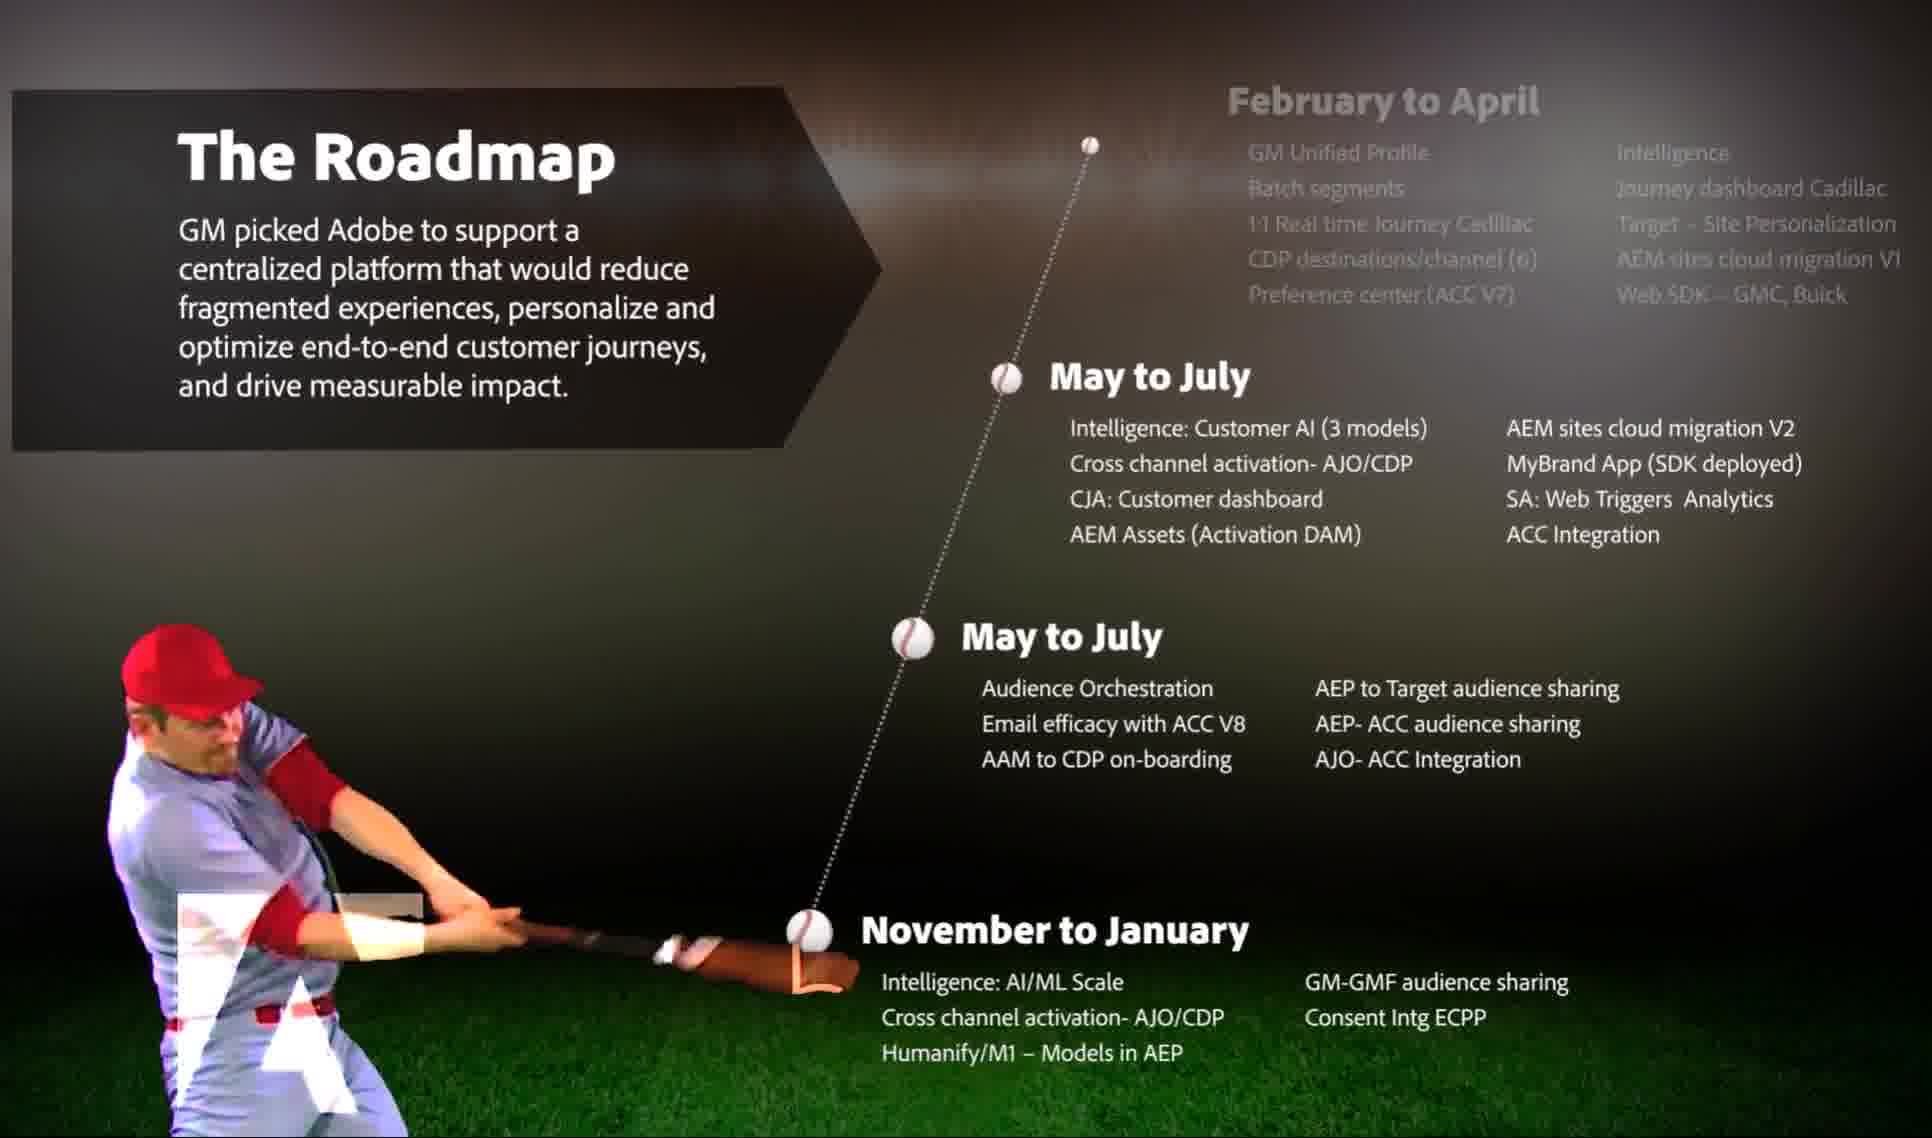 The Roadmap
GM picked Adobe to support a
centralized platform that would reduce
fragmented experiences, personalize and
optimize end-to-end customer journeys,
and drive measurable impact.
February to April
GM Unified Profile
Batch segments
1:1 Real time Journey Cadillac
CDP destinations/channel (6)
Preference center (ACC V7)
Intelligence
Journey dashboard Cadillac
Target – Site Personalization
AEM sites cloud migration V1
Web SDK – GMC, Buick
May to July
Intelligence: Customer AI (3 models)
Cross channel activation- AJO/CDP
CJA: Customer dashboard
AEM Assets (Activation DAM)
AEM sites cloud migration V2
MyBrand App (SDK deployed)
SA: Web Triggers Analytics
ACC Integration
May to July
Audience Orchestration
Email efficacy with ACC V8
AAM to CDP on-boarding
AEP to Target audience sharing
AEP- ACC audience sharing
AJO- ACC Integration
November to January
Intelligence: AI/ML Scale
Cross channel activation- AJO/CDP
Humanify/M1 – Models in AEP
GM-GMF audience sharing
Consent Intg ECPP